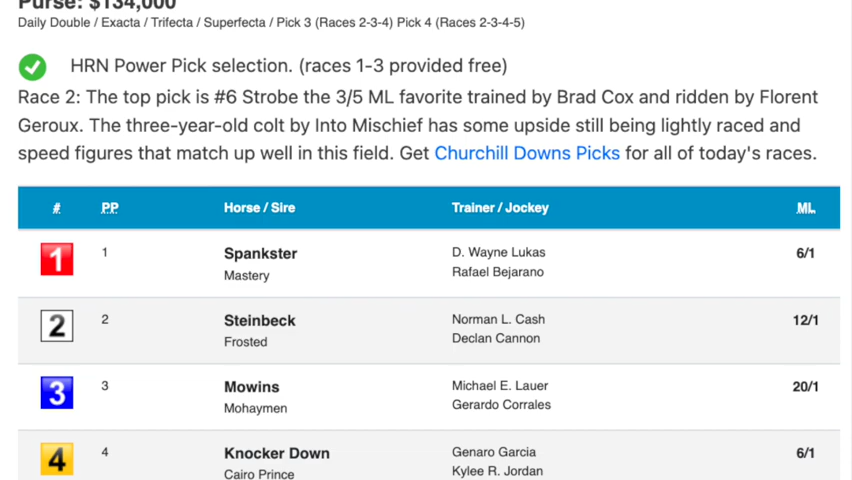 Purse: $134,000
Daily Double / Exacta / Trifecta / Superfecta / Pick 3 (Races 2-3-4) Pick 4 (Races 2-3-4-5)
HRN Power Pick selection. (races 1-3 provided free)
Race 2: The top pick is #6 Strobe the 3/5 ML favorite trained by Brad Cox and ridden by Florent
Geroux. The three-year-old colt by Into Mischief has some upside still being lightly raced and
speed figures that match up well in this field. Get Churchill Downs Picks for all of today's races.
# PP Horse / Sire Trainer / Jockey ML
1 1 Spankster D. Wayne Lukas 6/1
Mastery Rafael Bejarano
2 2 Steinbeck Norman L. Cash 12/1
Frosted Declan Cannon
3 3 Mowins Michael E. Lauer 20/1
Mohaymen Gerardo Corrales
4 4 Knocker Down Genaro Garcia 6/1
Cairo Prince Kylee R. Jordan